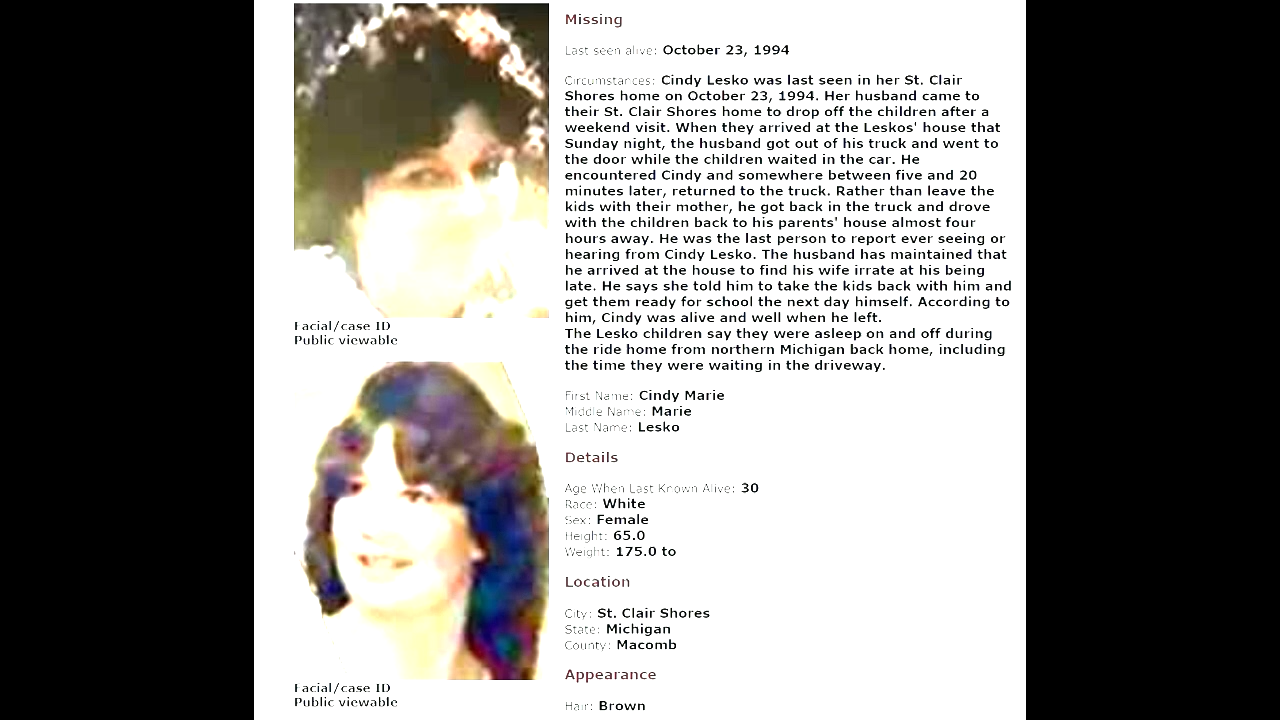 Missing
Last seen alive: October 23, 1994
Circumstances: Cindy Lesko was last seen in her St. Clair
Shores home on October 23, 1994. Her husband came to
their St. Clair Shores home to drop off the children after a
weekend visit. When they arrived at the Leskos' house that
Sunday night, the husband got out of his truck and went to
the door while the children waited in the car. He
encountered Cindy and somewhere between five and 20
minutes later, returned to the truck. Rather than leave the
kids with their mother, he got back in the truck and drove
with the children back to his parents' house almost four
hours away. He was the last person to report ever seeing or
hearing from Cindy Lesko. The husband has maintained that
he arrived at the house to find his wife irrate at his being
late. He says she told him to take the kids back with him and
get them ready for school the next day himself. According to
him, Cindy was alive and well when he left.
The Lesko children say they were asleep on and off during
the ride home from northern Michigan back home, including
the time they were waiting in the driveway.
First Name: Cindy Marie
Middle Name: Marie
Last Name: Lesko
Details
Age When Last Known Alive: 30
Race: White
Sex: Female
Height: 65.0
Weight: 175.0 to
Location
City: St. Clair Shores
State: Michigan
County: Macomb
Appearance
Hair: Brown
Facial/case ID
Public viewable
Facial/case ID
Public viewable